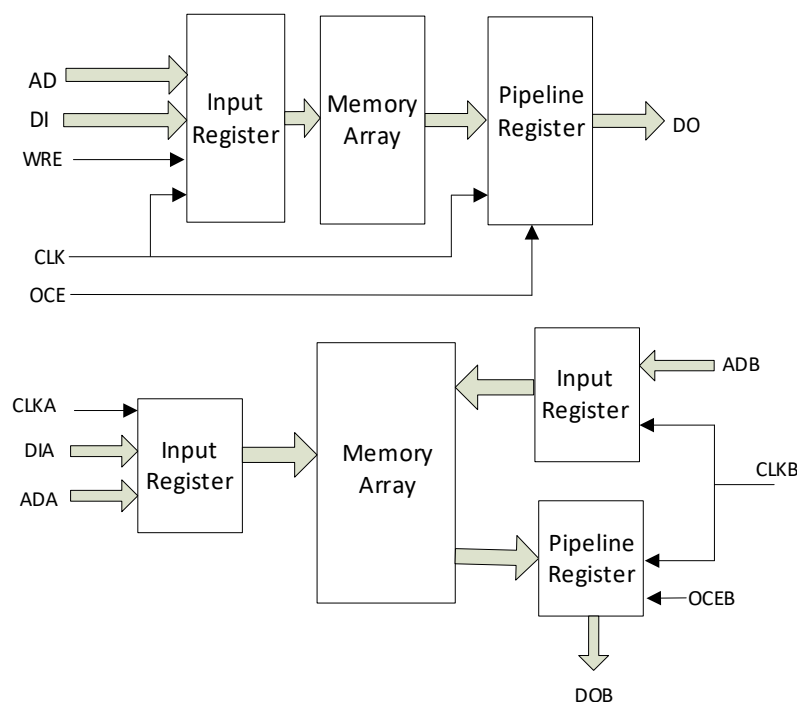 AD
DI
WRE
CLK
OCE
Input
Register
Memory
Array
Pipeline
Register
DO
CLKA
DIA
ADA
Input
Register
Memory
Array
Input
Register
ADB
CLKB
Pipeline
Register
OCEB
DOB